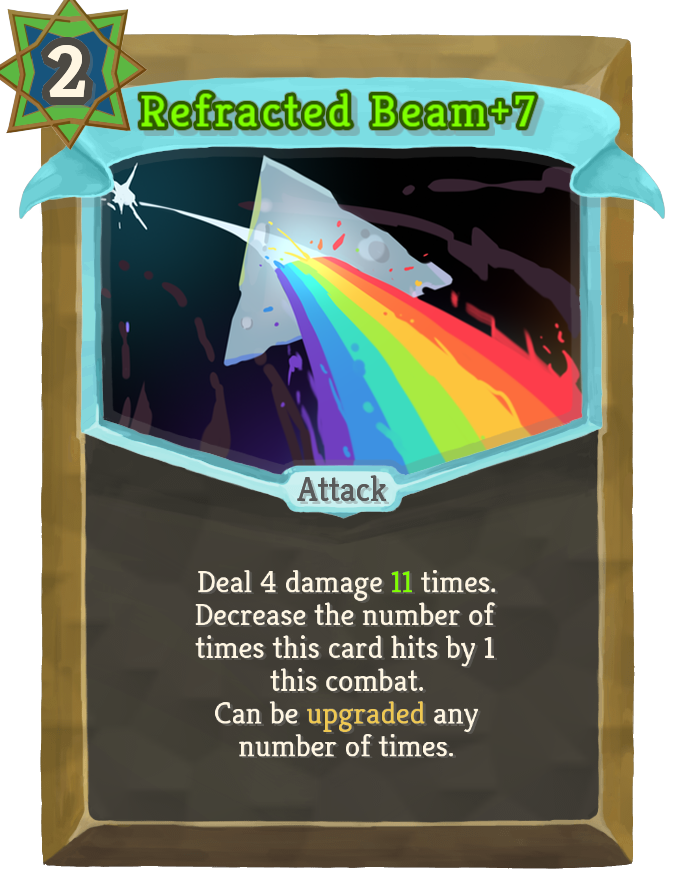 2
Refracted Beam+7
Attack
Deal 4 damage 11 times.
Decrease the number of
times this card hits by 1
this combat.
Can be upgraded any
number of times.